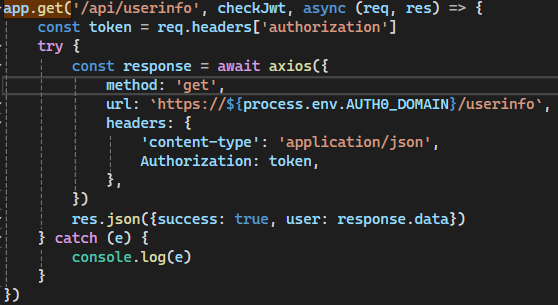 app.get('/api/userinfo', checkJwt, async (req, res) => {
    const token = req.headers['authorization']
    try {
        const response = await axios({
            method: 'get',
            url: `https://${process.env.AUTH0_DOMAIN}/userinfo`,
            headers: {
                'content-type': 'application/json',
                Authorization: token,
            },
        })
        res.json({success: true, user: response.data})
    } catch (e) {
        console.log(e)
    }
})